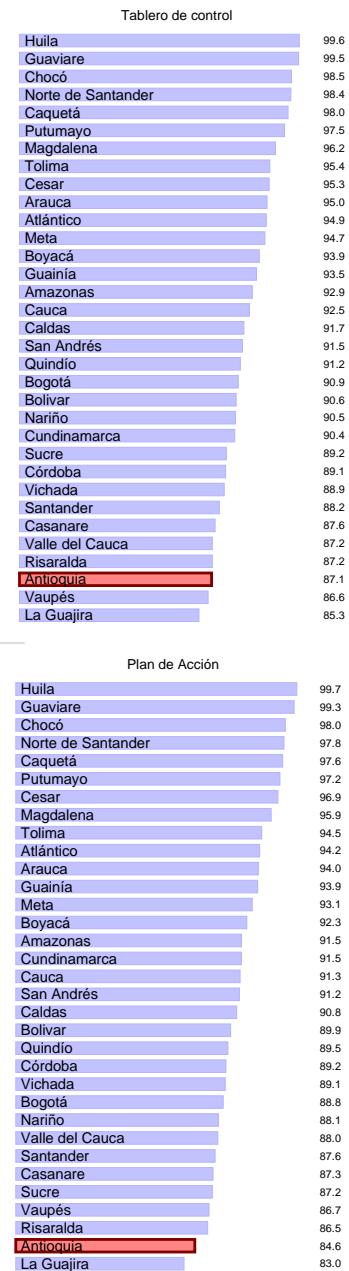 Tablero de control
Huila 99.6
Guaviare 99.5
Chocó 98.5
Norte de Santander 98.4
Caquetá 98.0
Putumayo 97.5
Magdalena 96.2
Tolima 95.4
Cesar 95.3
Arauca 95.0
Atlántico 94.9
Meta 94.7
Boyacá 93.9
Guainía 93.5
Amazonas 92.9
Cauca 92.5
Caldas 91.7
San Andrés 91.5
Quindío 91.2
Bogotá 90.9
Bolivar 90.6
Nariño 90.5
Cundinamarca 90.4
Sucre 89.2
Córdoba 89.1
Vichada 88.9
Santander 88.2
Casanare 87.6
Valle del Cauca 87.2
Risaralda 87.2
Antioquia 87.1
Vaupés 86.6
La Guajira 85.3
Plan de Acción
Huila 99.7
Guaviare 99.3
Chocó 98.0
Norte de Santander 97.8
Caquetá 97.6
Putumayo 97.2
Cesar 96.9
Magdalena 95.9
Tolima 94.5
Atlántico 94.2
Arauca 94.0
Guainía 93.9
Meta 93.1
Boyacá 92.3
Amazonas 91.5
Cundinamarca 91.5
Cauca 91.3
San Andrés 91.2
Caldas 90.8
Bolivar 89.9
Quindío 89.5
Córdoba 89.2
Vichada 89.1
Bogotá 88.8
Nariño 88.1
Valle del Cauca 88.0
Santander 87.6
Casanare 87.3
Sucre 87.2
Vaupés 86.7
Risaralda 86.5
Antioquia 84.6
La Guajira 83.0